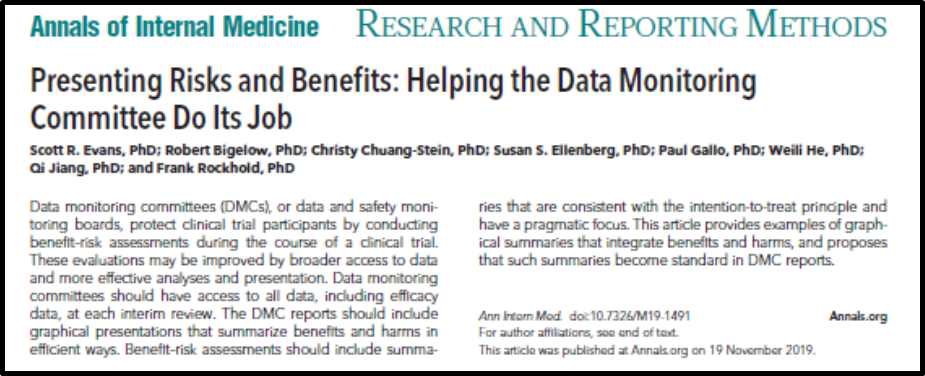 Annals of Internal Medicine RESEARCH AND REPORTING METHODS
Presenting Risks and Benefits: Helping the Data Monitoring
Committee Do Its Job
Scott R. Evans, PhD; Robert Bigelow, PhD; Christy Chuang-Stein, PhD; Susan S. Ellenberg, PhD; Paul Gallo, PhD; Weili He, PhD;
Qi Jiang, PhD; and Frank Rockhold, PhD
Data monitoring committees (DMCs), or data and safety moni-
toring boards, protect clinical trial participants by conducting
benefit-risk assessments during the course of a clinical trial.
These evaluations may be improved by broader access to data
and more effective analyses and presentation. Data monitoring
committees should have access to all data, including efficacy
data, at each interim review. The DMC reports should include
graphical presentations that summarize benefits and harms in
efficient ways. Benefit-risk assessments should include summa-
ries that are consistent with the intention-to-treat principle and
have a pragmatic focus. This article provides examples of graph-
ical summaries that integrate benefits and harms, and proposes
that such summaries become standard in DMC reports.
Ann Intern Med. doi:10.7326/M19-1491 Annals.org
For author affiliations, see end of text.
This article was published at Annals.org on 19 November 2019.